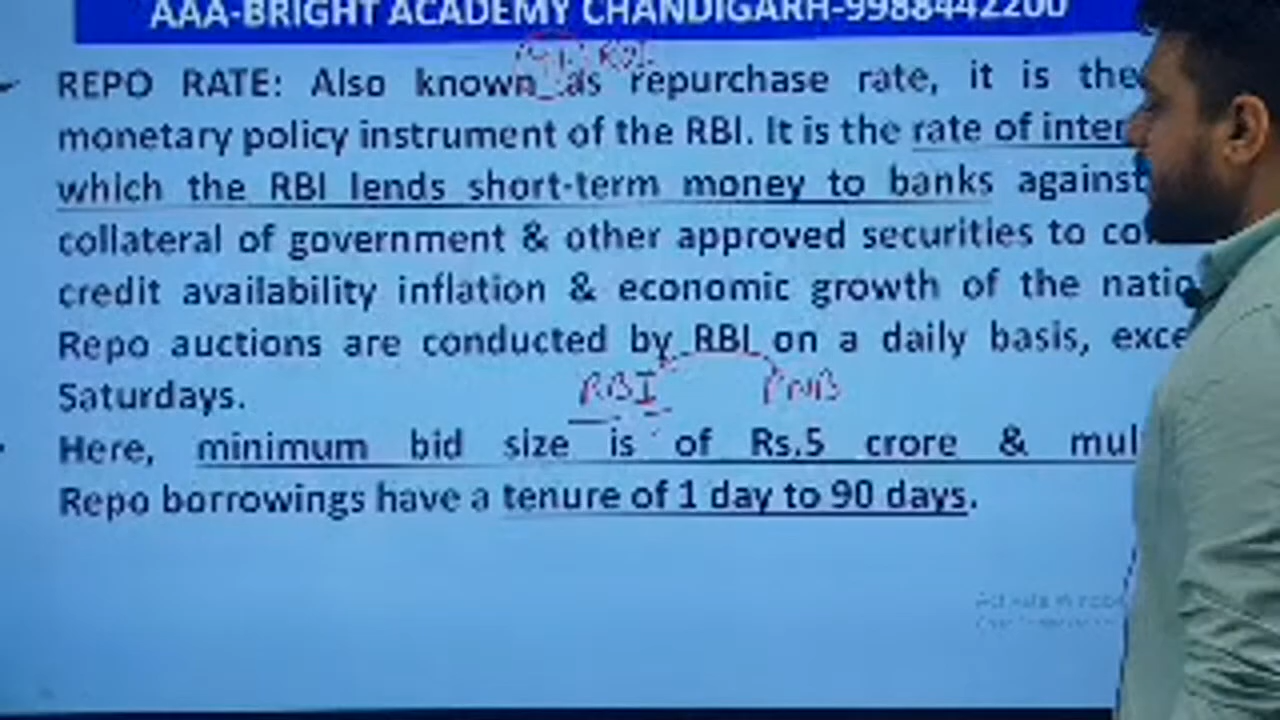 AAA-BRIGHT ACADEMY CHANDIGARH-9988442200
REPO RATE: Also known as repurchase rate, it is the
monetary policy instrument of the RBI. It is the rate of inter
which the RBI lends short-term money to banks against
collateral of government & other approved securities to co
credit availability inflation & economic growth of the natio
Repo auctions are conducted by RBI on a daily basis, exce
Saturdays.
RBI PNB
Here, minimum bid size is of Rs.5 crore & mul
Repo borrowings have a tenure of 1 day to 90 days.